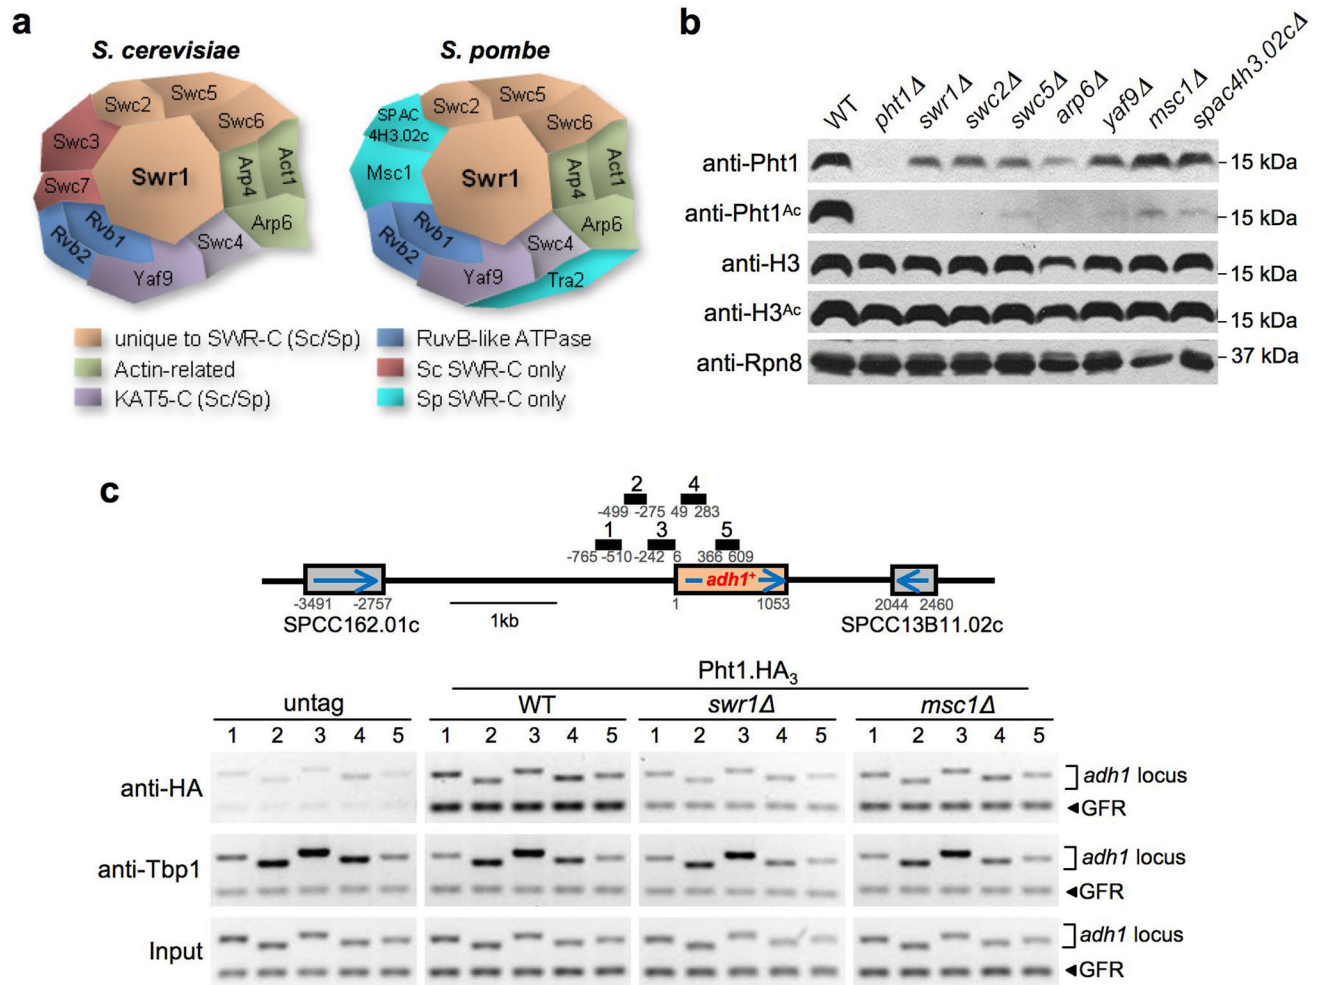 a
S. cerevisiae
S. pombe
Swc2
Swc5
Swc6
Swc3
Swr1
Arp4
Act1
Swc7
Arp6
Rvb1
Rvb2
Swc4
Yaf9
SPAC
4H3.02c
Swc2
Swc5
Swc6
Msc1
Swr1
Arp4
Act1
Arp6
Rvb1
Rvb2
Swc4
Yaf9
Tra2
unique to SWR-C (Sc/Sp)
Actin-related
KAT5-C (Sc/Sp)
RuvB-like ATPase
Sc SWR-C only
Sp SWR-C only
b
WT pht1Δ swr1Δ swc2Δ swc5Δ arp6Δ yaf9Δ msc1Δ spac4h3.02cΔ
anti-Pht1 15 kDa
anti-Pht1Ac 15 kDa
anti-H3 15 kDa
anti-H3Ac 15 kDa
anti-Rpn8 37 kDa
c
2 4
-499 -275 49 283
1 3 5
-765 -510 -242 6 366 609
adh1+
-3491 -2757 1 1053 2044 2460
SPCC162.01c 1kb SPCC13B11.02c
Pht1.HA3
untag WT swr1Δ msc1Δ
1 2 3 4 5 1 2 3 4 5 1 2 3 4 5 1 2 3 4 5
anti-HA adh1 locus
GFR
anti-Tbp1 adh1 locus
GFR
Input adh1 locus
GFR